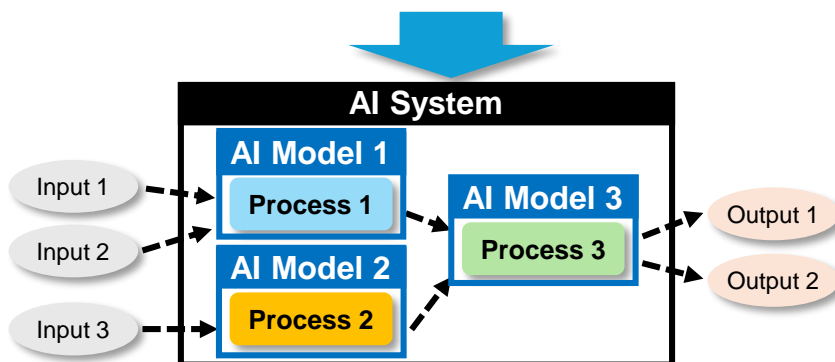 AI System
AI Model 1
Input 1
Process 1
AI Model 3
Output 1
Input 2
Process 3
AI Model 2
Output 2
Input 3
Process 2